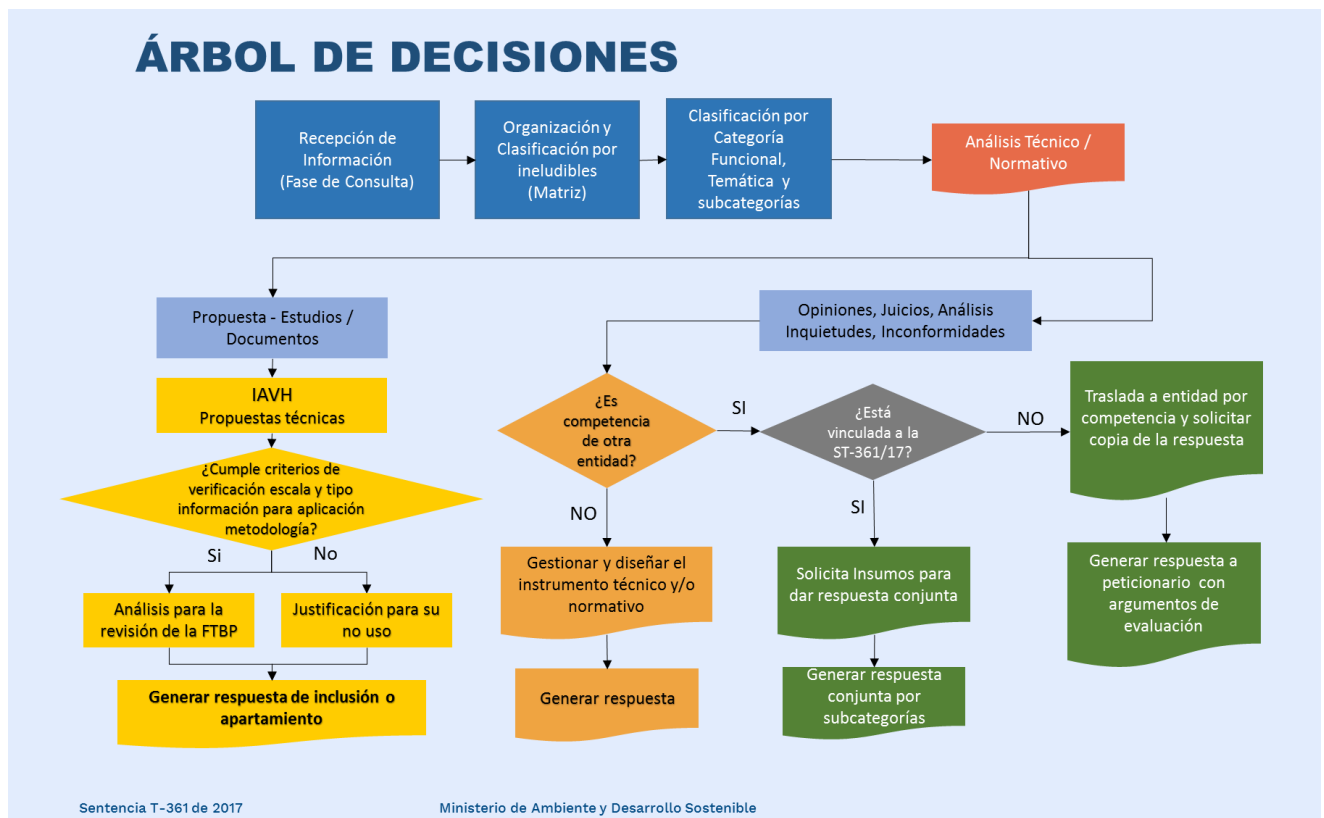 ÁRBOL DE DECISIONES
Recepción de
Información
(Fase de Consulta)
Organización y
Clasificación por
ineludibles
(Matriz)
Clasificación por
Categoría
Funcional,
Temática y
subcategorías
Análisis Técnico /
Normativo
Propuesta - Estudios /
Documentos
Opiniones, Juicios, Análisis
Inquietudes, Inconformidades
IAVH
Propuestas técnicas
¿Cumple criterios de
verificación escala y tipo
información para aplicación
metodología?
Si
No
Análisis para la
revisión de la FTBP
Justificación para su
no uso
Generar respuesta de inclusión o
apartamiento
¿Es
competencia
de otra
entidad?
SI
NO
Gestionar y diseñar el
instrumento técnico y/o
normativo
Generar respuesta
¿Está
vinculada a la
ST-361/17?
NO
SI
Solicita Insumos para
dar respuesta conjunta
Generar respuesta
conjunta por
subcategorías
Traslada a entidad por
competencia y solicitar
copia de la respuesta
Generar respuesta a
peticionario con
argumentos de
evaluación
Sentencia T-361 de 2017
Ministerio de Ambiente y Desarrollo Sostenible